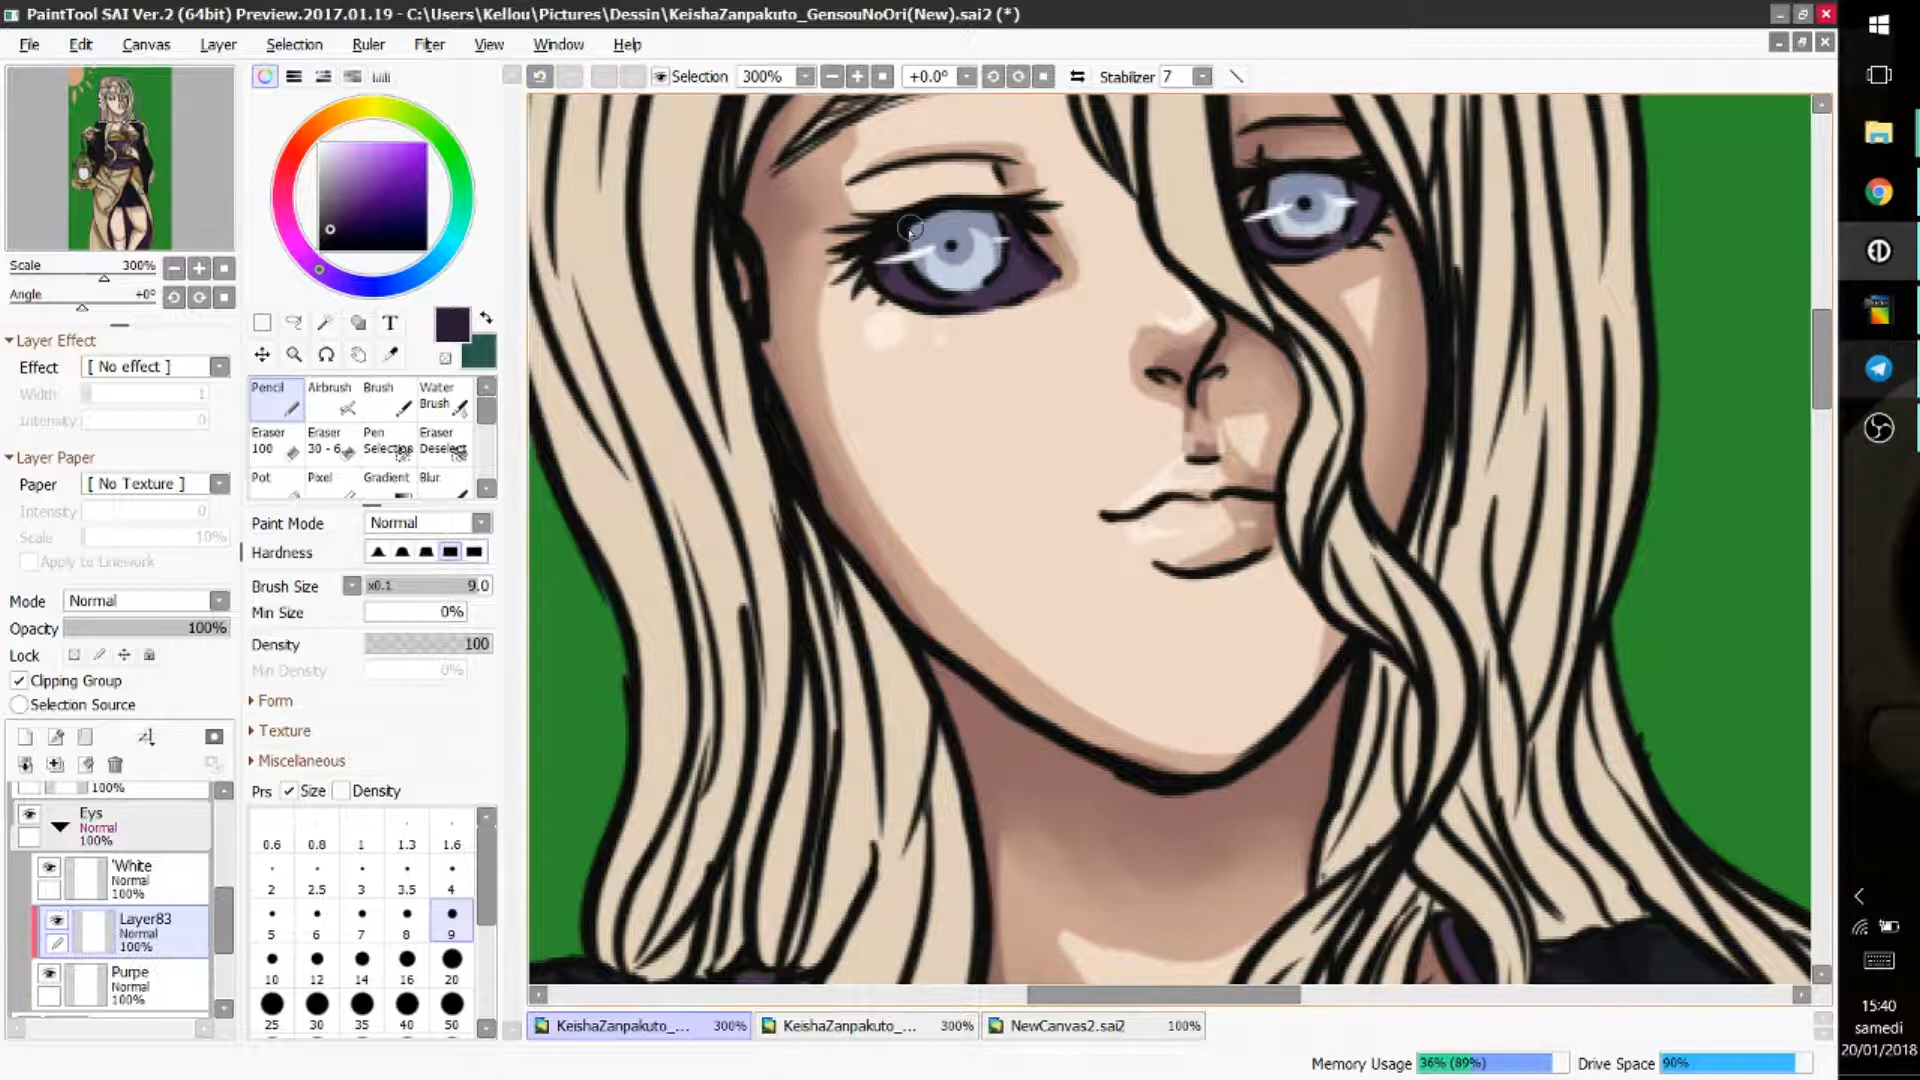 PaintTool SAI Ver.2 (64bit) Preview.2017.01.19 - C:\Users\Kellou\Pictures\Dessin\KeishaZanpakuto_GensouNoOri(New).sai2 (*)
File Edit Canvas Layer Selection Ruler Filter View Window Help
Selection 300% +0.0° Stabilizer 7
Scale 300%
Angle +0°
Layer Effect
Effect [ No effect ]
Width 1
Intensity 0
Layer Paper
Paper [ No Texture ]
Intensity 0
Scale 10%
Apply to Linework
Mode Normal
Opacity 100%
Lock
Clipping Group
Selection Source
100%
Eys
Normal
100%
'White
Normal
100%
Layer83
Normal
100%
Purpe
Normal
100%
T
Pencil Airbrush Brush Water Brush
Eraser 100 Eraser 30 - 6 Pen Selection Eraser Deselect
Pot Pixel Gradient Blur
Paint Mode Normal
Hardness
Brush Size x0.1 9.0
Min Size 0%
Density 100
Min Density 0%
Form
Texture
Miscellaneous
Prs Size Density
0.6 0.8 1 1.3 1.6
2 2.5 3 3.5 4
5 6 7 8 9
10 12 14 16 20
25 30 35 40 50
KeishaZanpakuto_... 300% KeishaZanpakuto_... 300% NewCanvas2.sai2 100%
Memory Usage 36% (89%) Drive Space 90%
15:40
samedi
20/01/2018